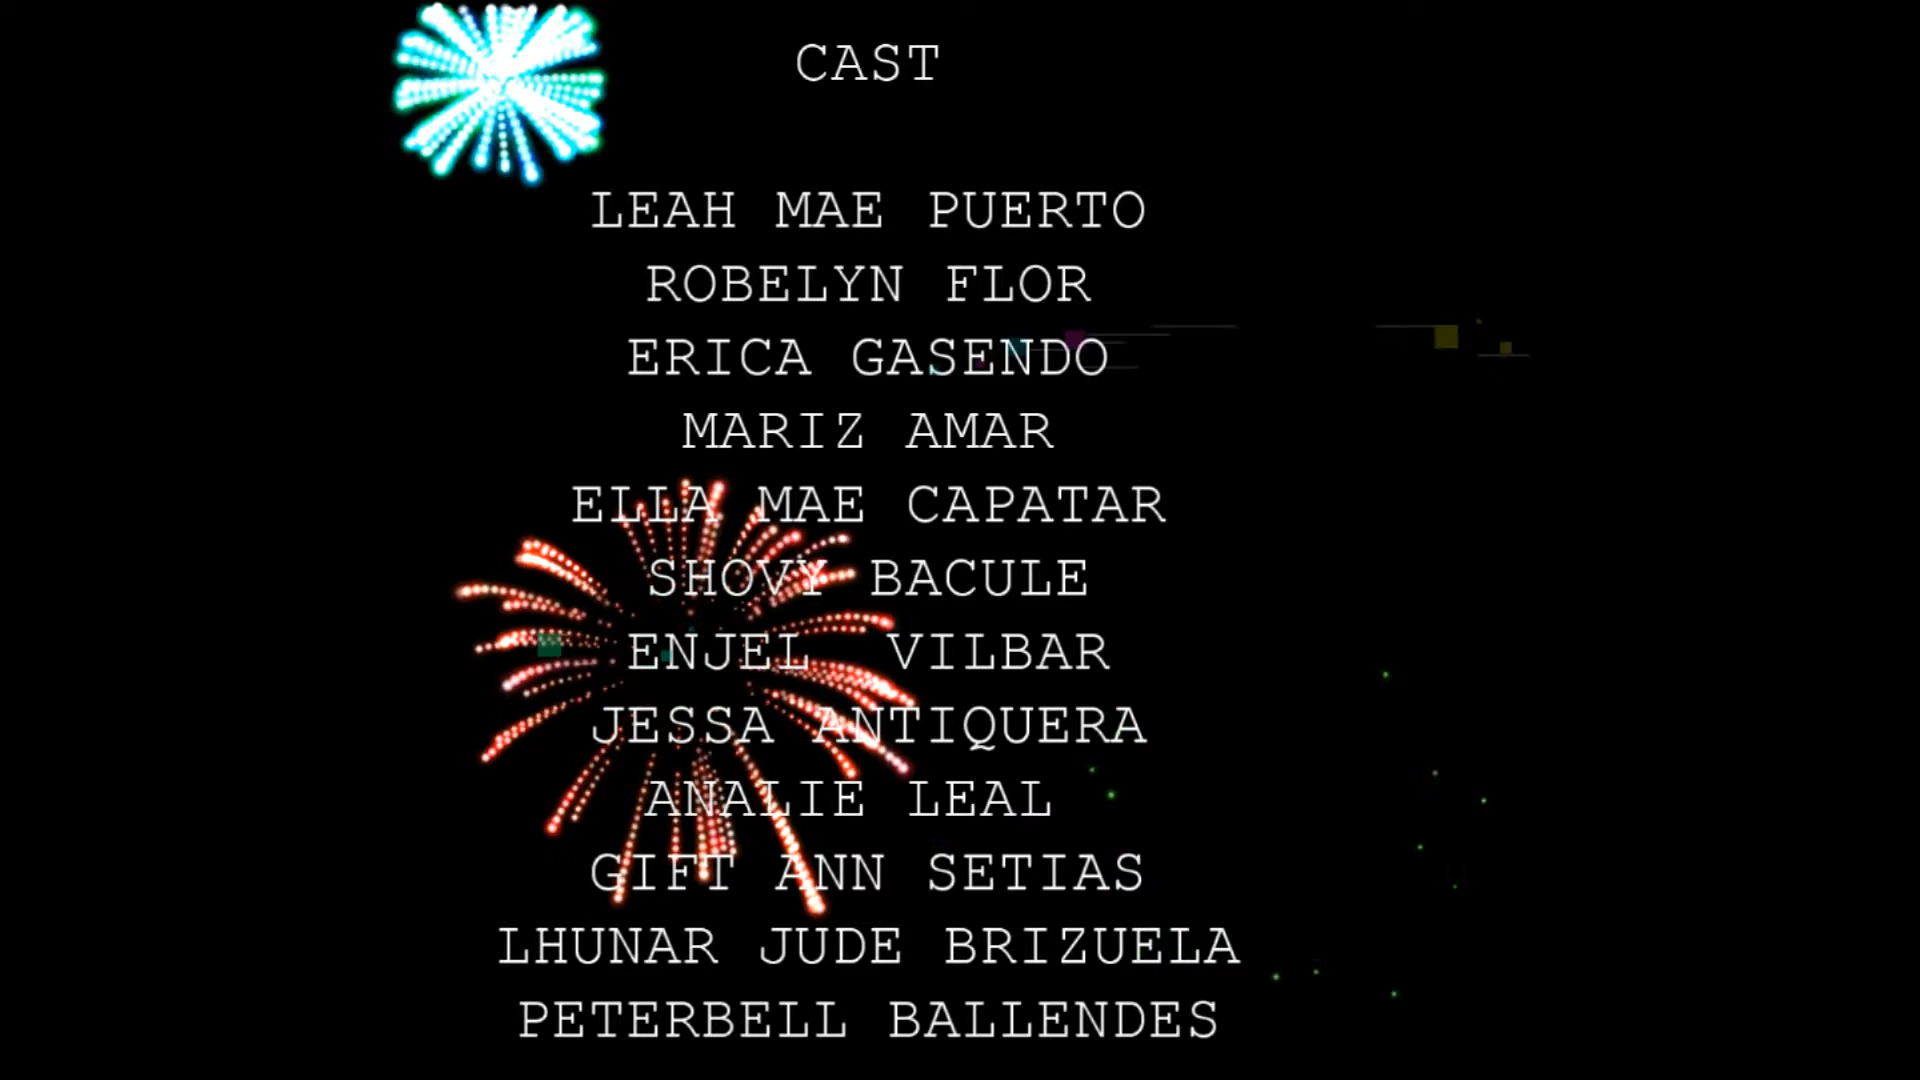 CAST
LEAH MAE PUERTO
ROBELYN FLOR
ERICA GASENDO
MARIZ AMAR
ELLA MAE CAPATAR
SHOVY BACULE
ENJEL VILBAR
JESSA ANTIQUERA
ANALIE LEAL
GIFT ANN SETIAS
LHUNAR JUDE BRIZUELA
PETERBELL BALLENDES